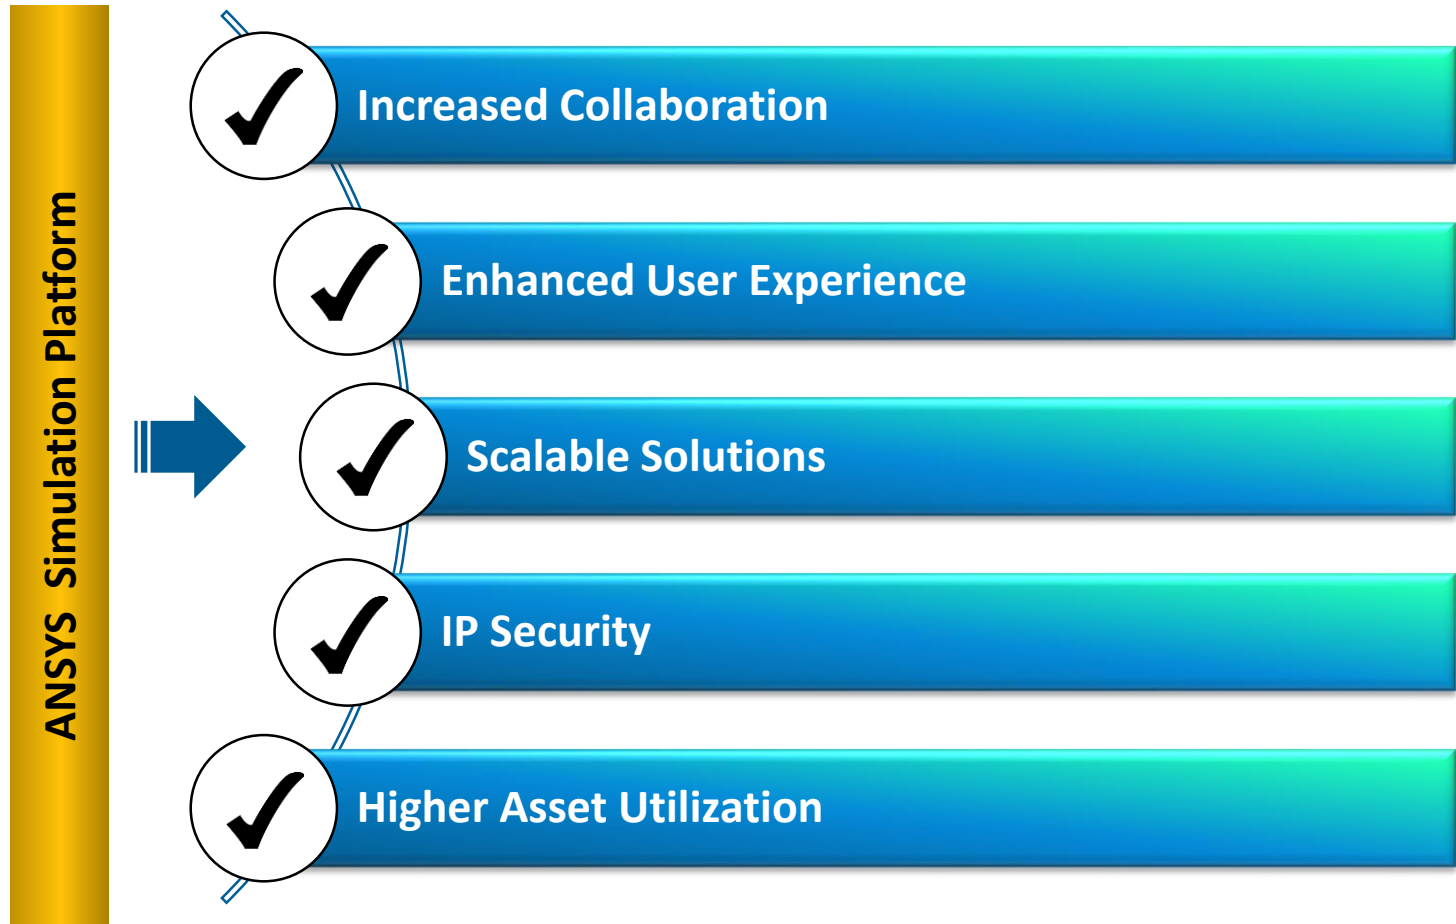 ANSYS Simulation Platform
Increased Collaboration
Enhanced User Experience
Scalable Solutions
IP Security
Higher Asset Utilization